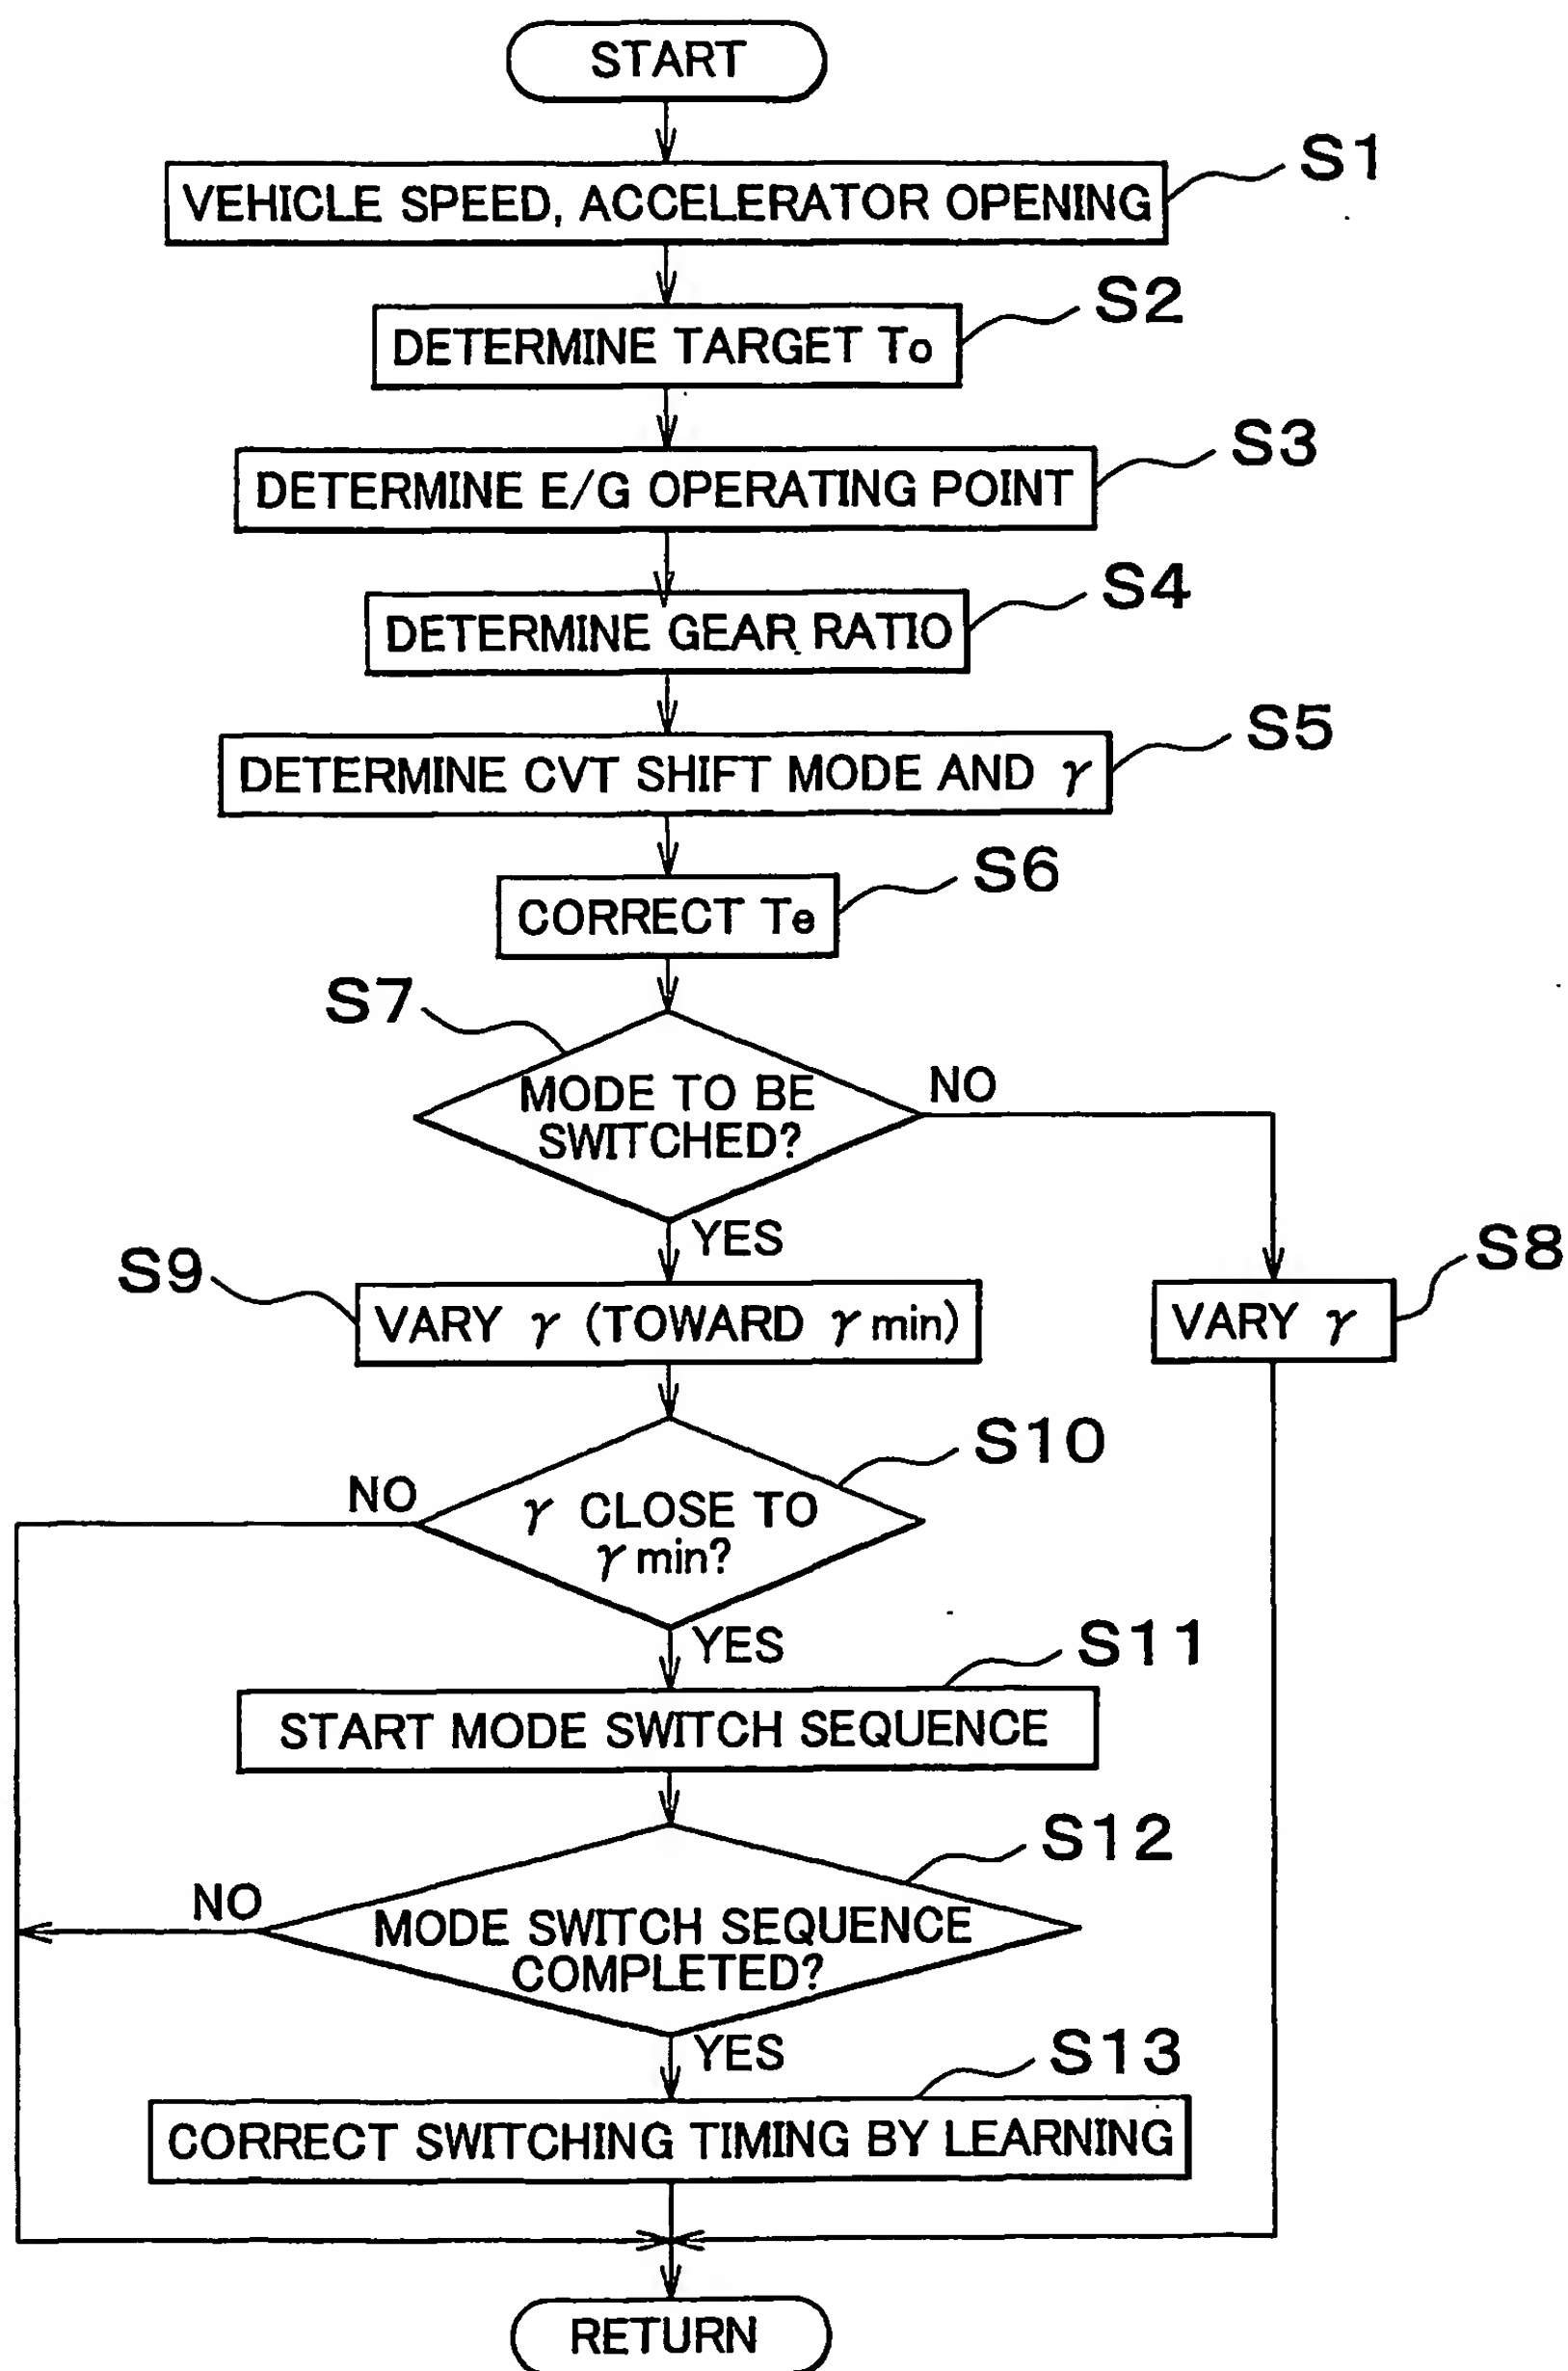 START
S1
VEHICLE SPEED, ACCELERATOR OPENING
S2
DETERMINE TARGET To
S3
DETERMINE E/G OPERATING POINT
S4
DETERMINE GEAR RATIO
S5
DETERMINE CVT SHIFT MODE AND γ
S6
CORRECT Te
S7
MODE TO BE
SWITCHED?
NO
YES
S9
VARY γ (TOWARD γ min)
S8
VARY γ
S10
NO
γ CLOSE TO
γ min?
YES
S11
START MODE SWITCH SEQUENCE
S12
NO
MODE SWITCH SEQUENCE
COMPLETED?
YES
S13
CORRECT SWITCHING TIMING BY LEARNING
RETURN